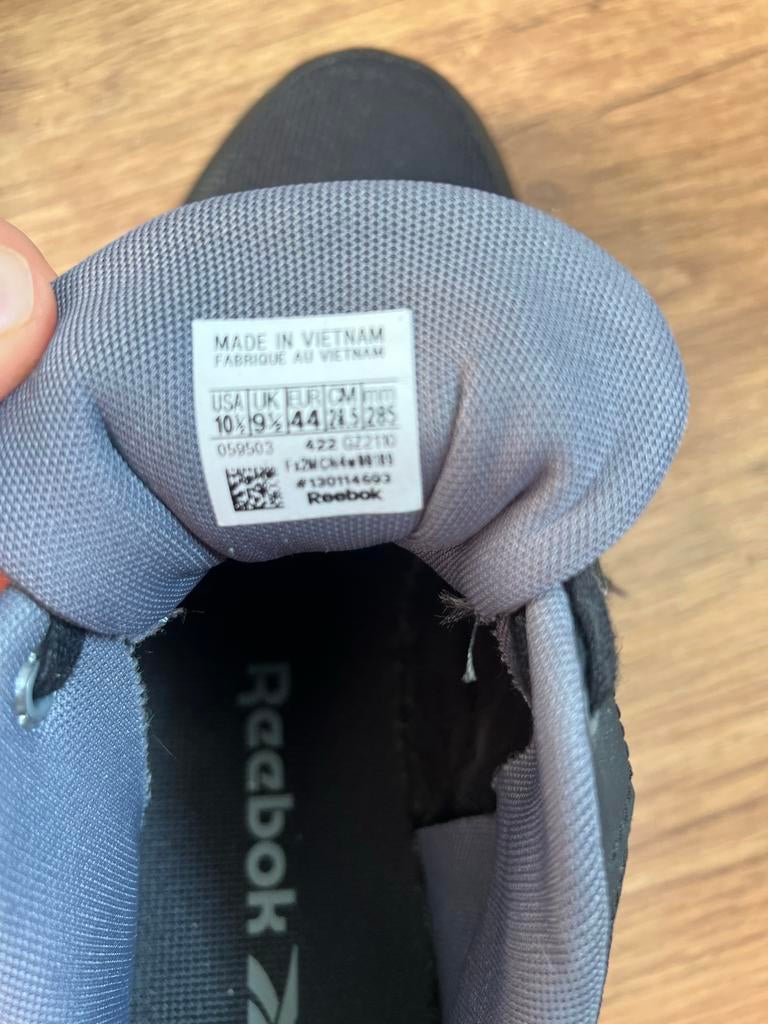 MADE IN VIETNAM
FABRIQUE AU VIETNAM
USA UK EUR CM mm
10½ 9½ 44 28.5 285
059503 422 GZ2110
#130114693
Reebok
Reebok